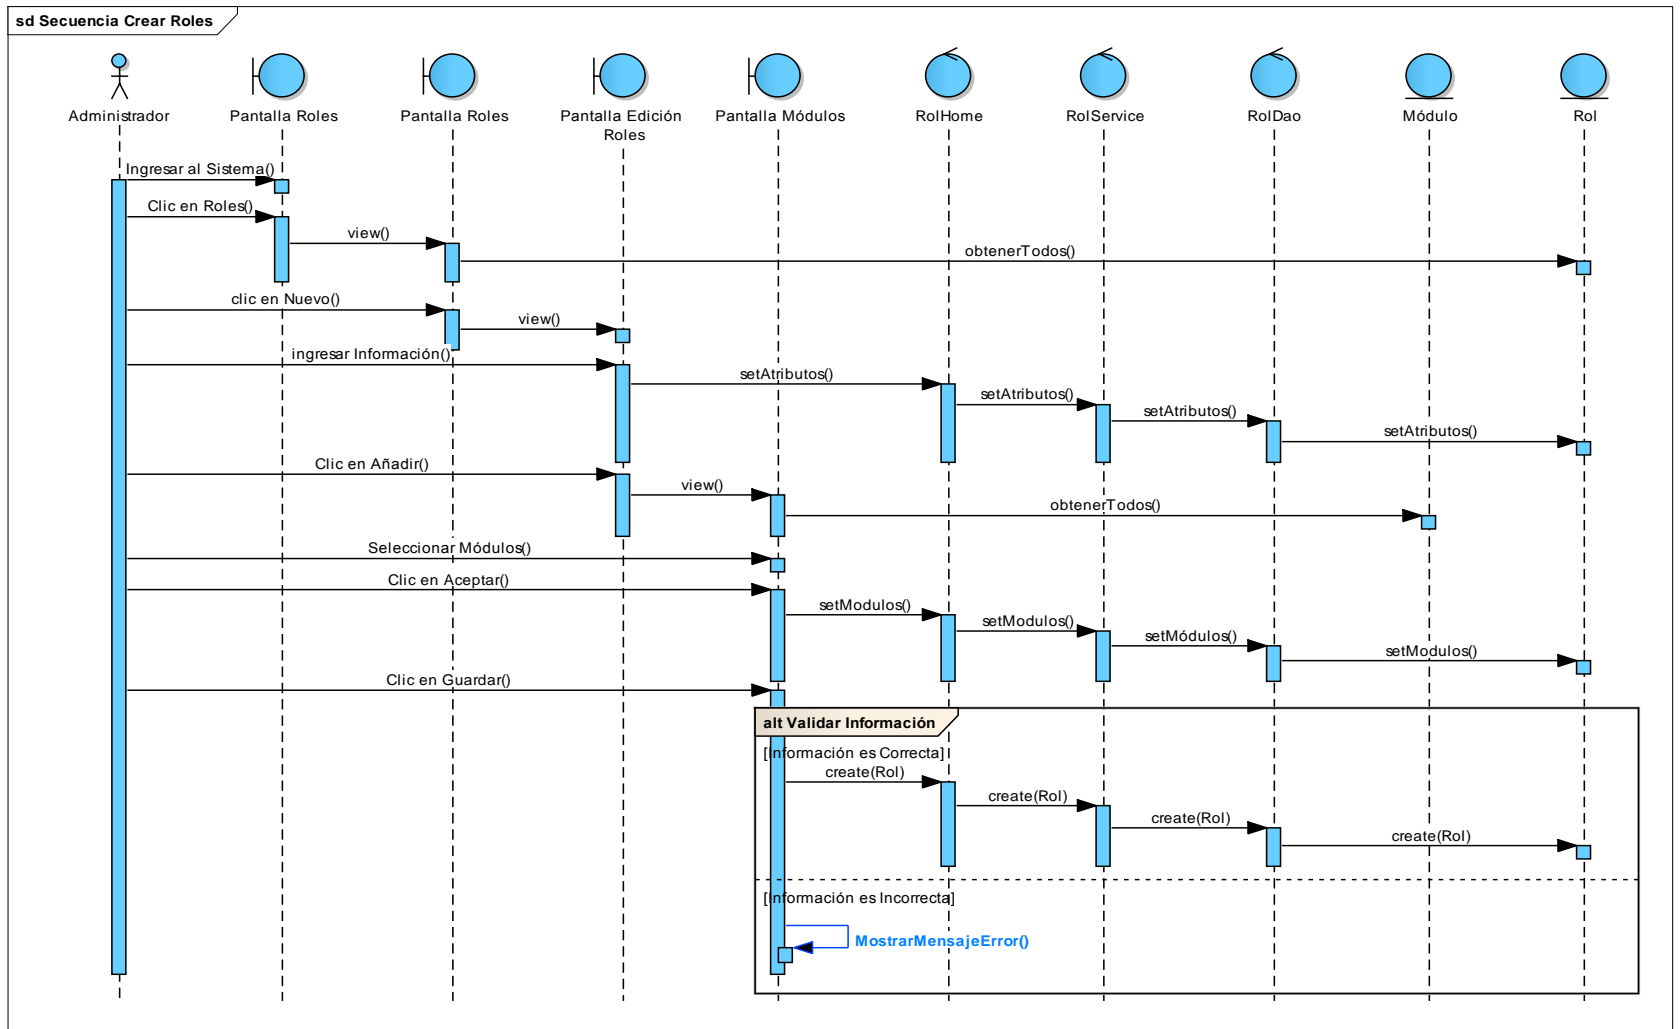 sd Secuencia Crear Roles
Administrador
Pantalla Roles
Pantalla Roles
Pantalla Edición
Roles
Pantalla Módulos
RolHome
RolService
RolDao
Módulo
Rol
Ingresar al Sistema()
Clic en Roles()
view()
obtenerTodos()
clic en Nuevo()
view()
ingresar Información()
setAtributos()
setAtributos()
setAtributos()
setAtributos()
Clic en Añadir()
view()
obtenerTodos()
Seleccionar Módulos()
Clic en Aceptar()
setModulos()
setModulos()
setMódulos()
setModulos()
Clic en Guardar()
alt Validar Información
[Información es Correcta]
create(Rol)
create(Rol)
create(Rol)
create(Rol)
[Información es Incorrecta]
MostrarMensajeError()